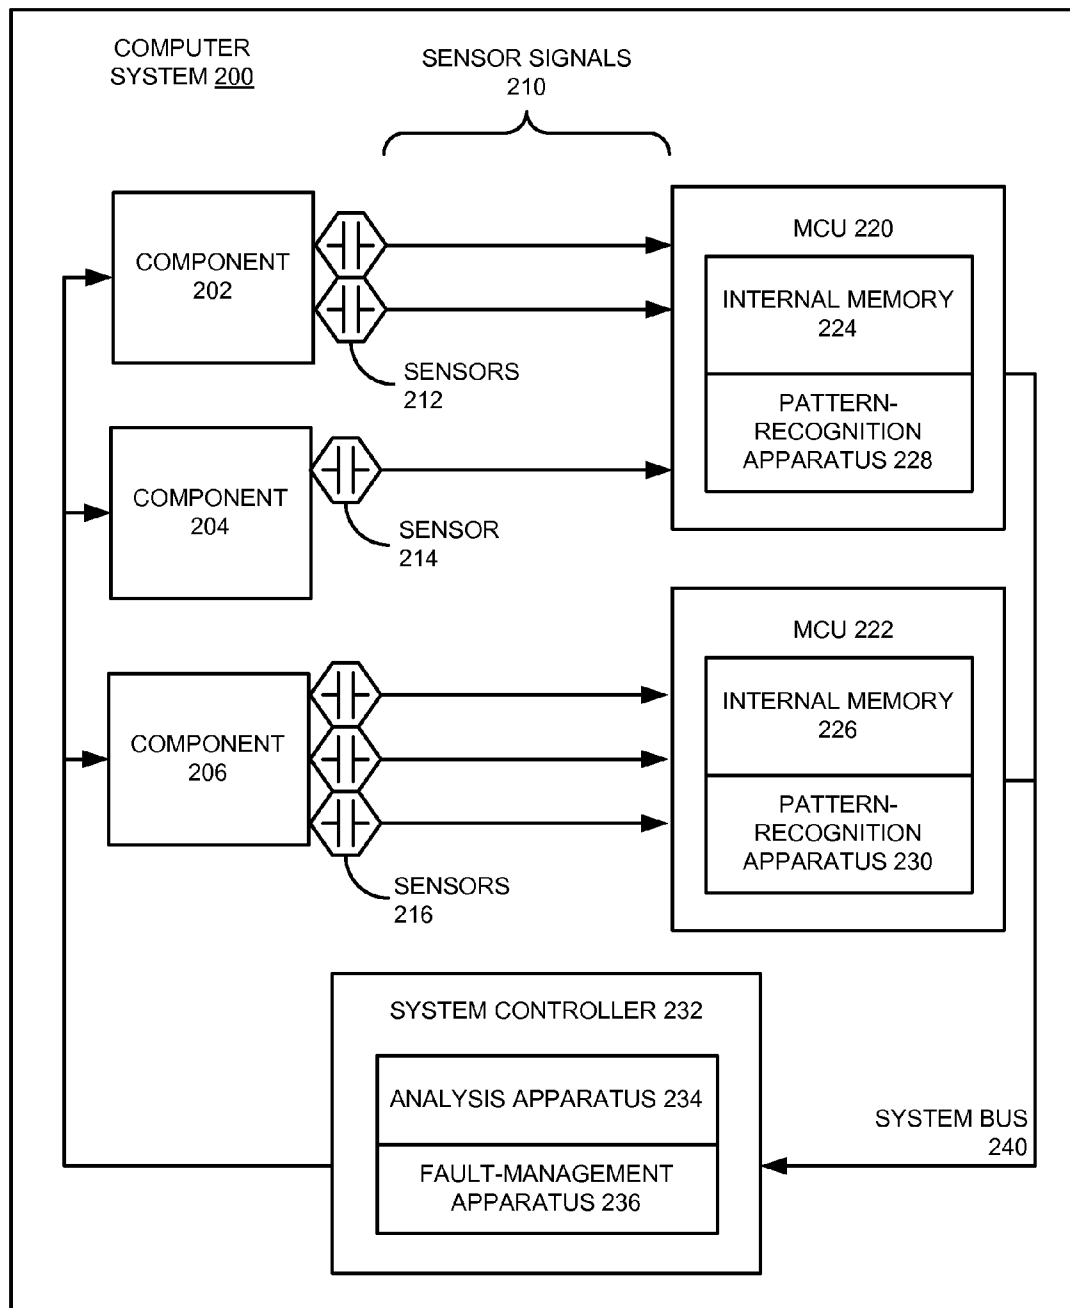 COMPUTER
SYSTEM 200
SENSOR SIGNALS
210
COMPONENT
202
SENSORS
212
MCU 220
INTERNAL MEMORY
224
PATTERN-
RECOGNITION
APPARATUS 228
COMPONENT
204
SENSOR
214
COMPONENT
206
SENSORS
216
MCU 222
INTERNAL MEMORY
226
PATTERN-
RECOGNITION
APPARATUS 230
SYSTEM CONTROLLER 232
ANALYSIS APPARATUS 234
FAULT-MANAGEMENT
APPARATUS 236
SYSTEM BUS
240